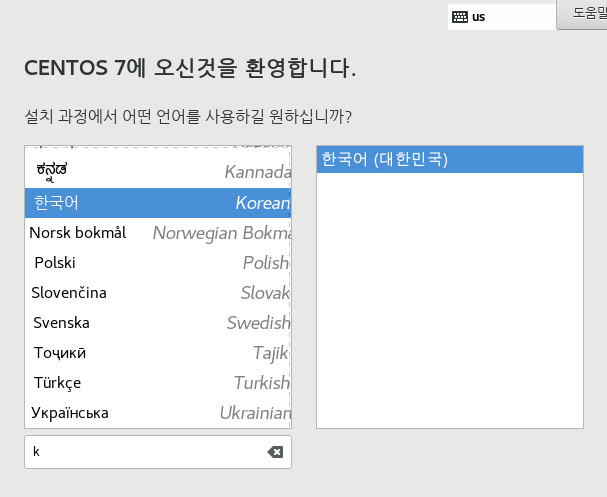 us
도움말
CENTOS 7에 오신것을 환영합니다.
설치 과정에서 어떤 언어를 사용하길 원하십니까?
ಕನ್ನಡ Kannada
한국어 Korean
Norsk bokmål Norwegian Bokmå
Polski Polish
Slovenčina Slovak
Svenska Swedish
Тоҷикӣ Tajik
Türkçe Turkish
Українська Ukrainian
한국어 (대한민국)
k